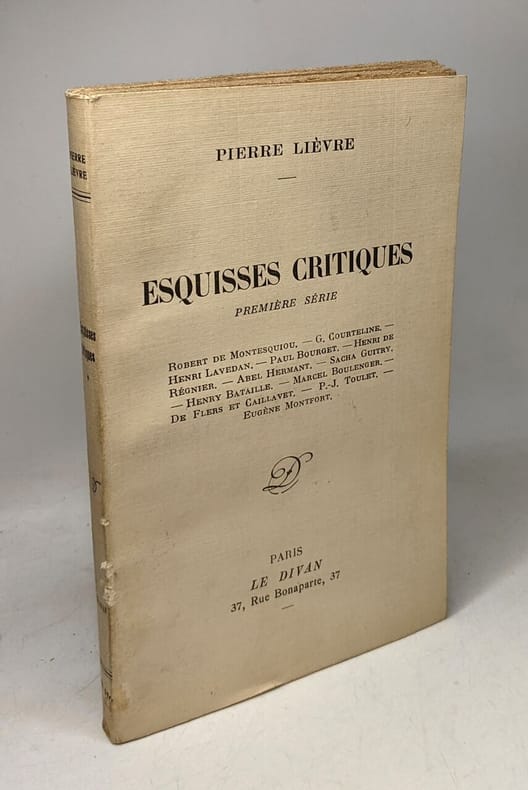 PIERRE LIÈVRE
ESQUISSES CRITIQUES
PREMIÈRE SÉRIE
ROBERT DE MONTESQUIOU. — G. COURTELINE. —
HENRI LAVEDAN. — PAUL BOURGET. — HENRI DE
RÉGNIER. — ABEL HERMANT. — SACHA GUITRY.
— HENRY BATAILLE. — MARCEL BOULENGER. —
DE FLERS ET CAILLAVET. — P.-J. TOULET. —
EUGÈNE MONTFORT.
D
PARIS
LE DIVAN
37, Rue Bonaparte, 37
PIERRE
LIÈVRE